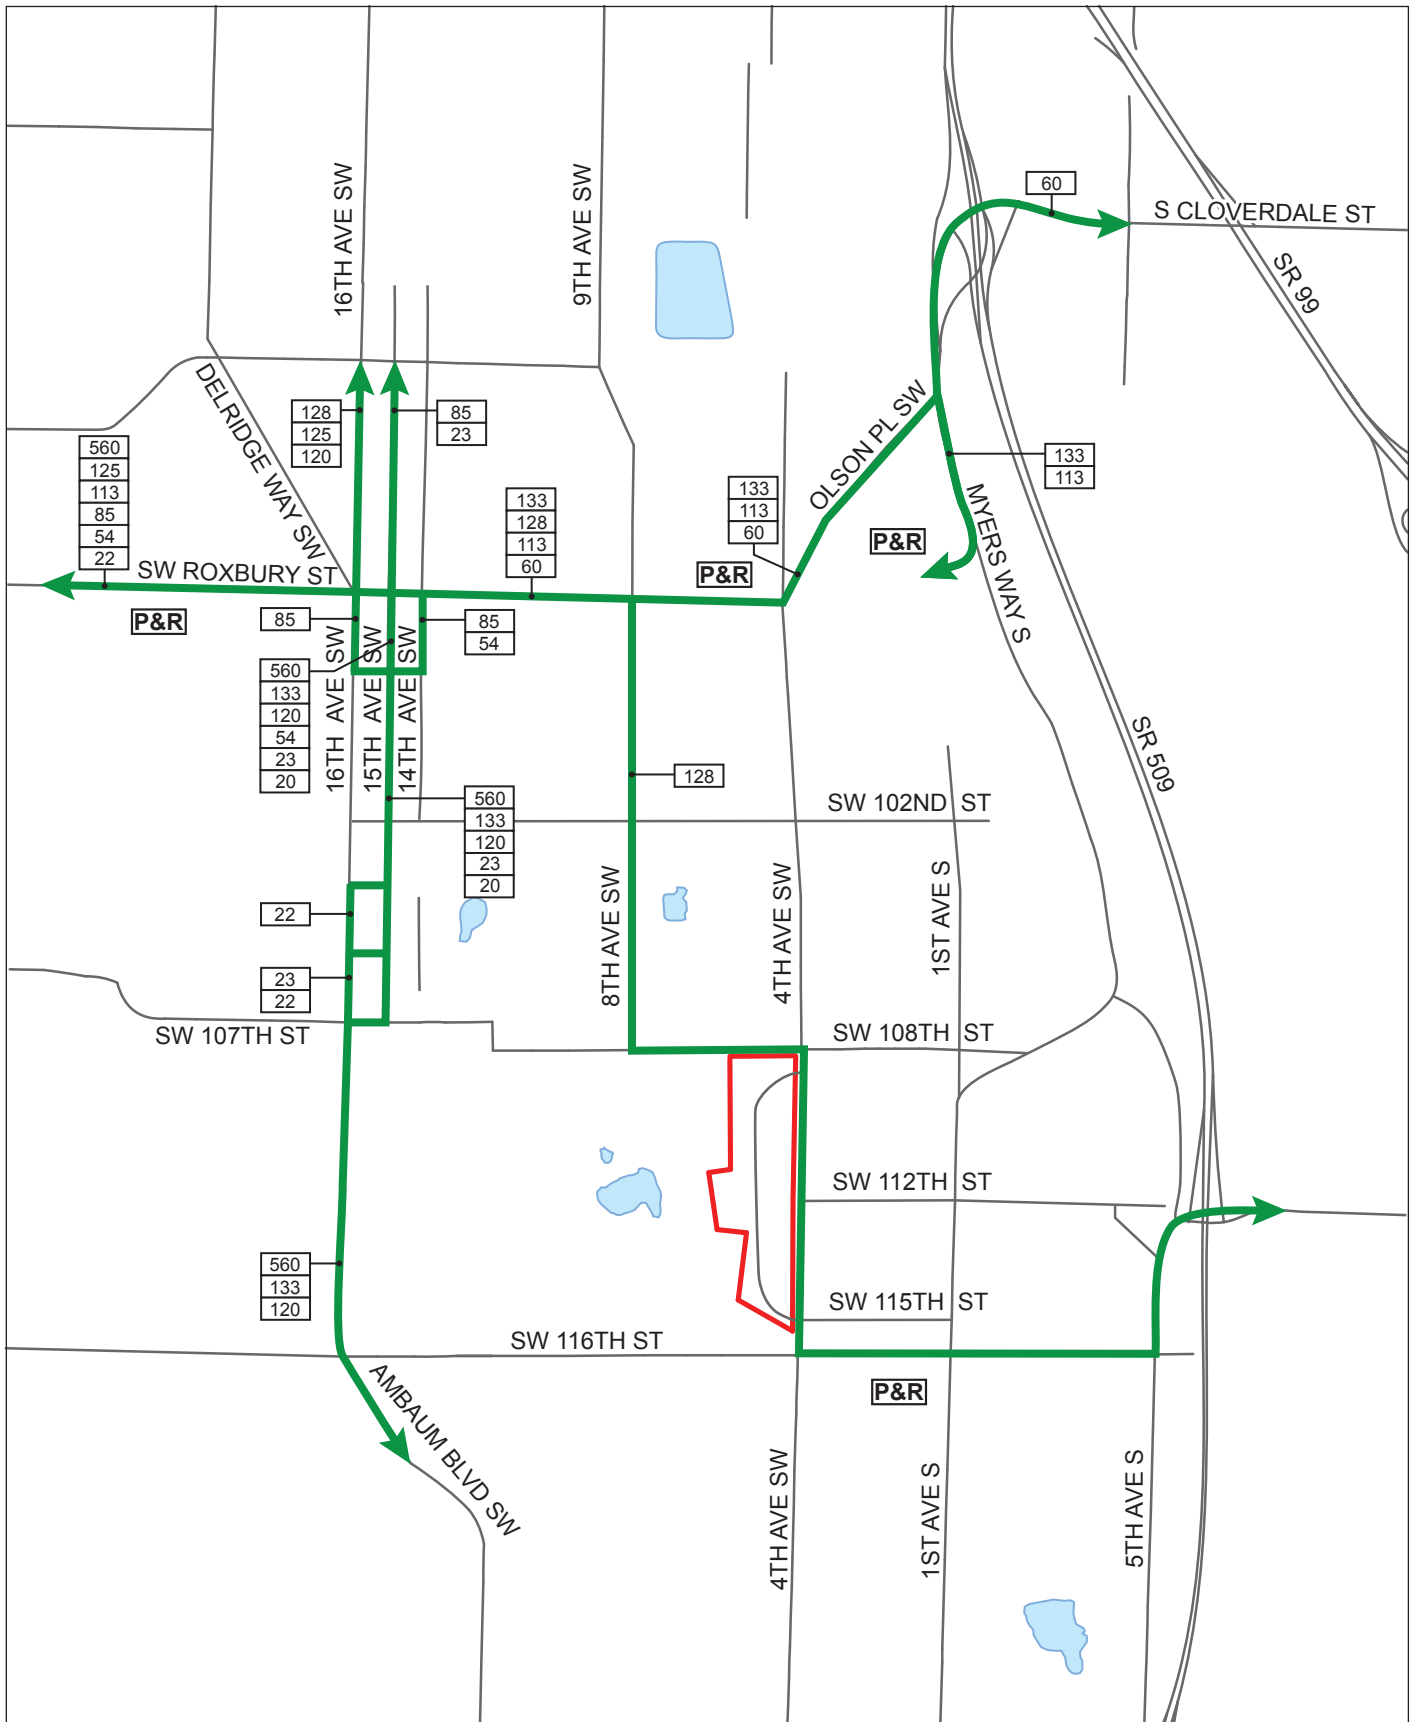 16TH AVE SW
9TH AVE SW
60
S CLOVERDALE ST
SR 99
DELRIDGE WAY SW
128
125
120
85
23
OLSON PL SW
560
125
113
85
54
22
133
128
113
60
133
113
60
133
113
P&R
P&R
MYERS WAY S
SW ROXBURY ST
P&R
85
85
54
560
133
120
54
23
20
16TH AVE SW
15TH AVE SW
14TH AVE SW
128
SR 509
560
133
120
23
20
SW 102ND ST
22
8TH AVE SW
4TH AVE SW
1ST AVE S
23
22
SW 107TH ST
SW 108TH ST
SW 112TH ST
560
133
120
SW 115TH ST
SW 116TH ST
P&R
AMBAUM BLVD SW
4TH AVE SW
1ST AVE S
5TH AVE S